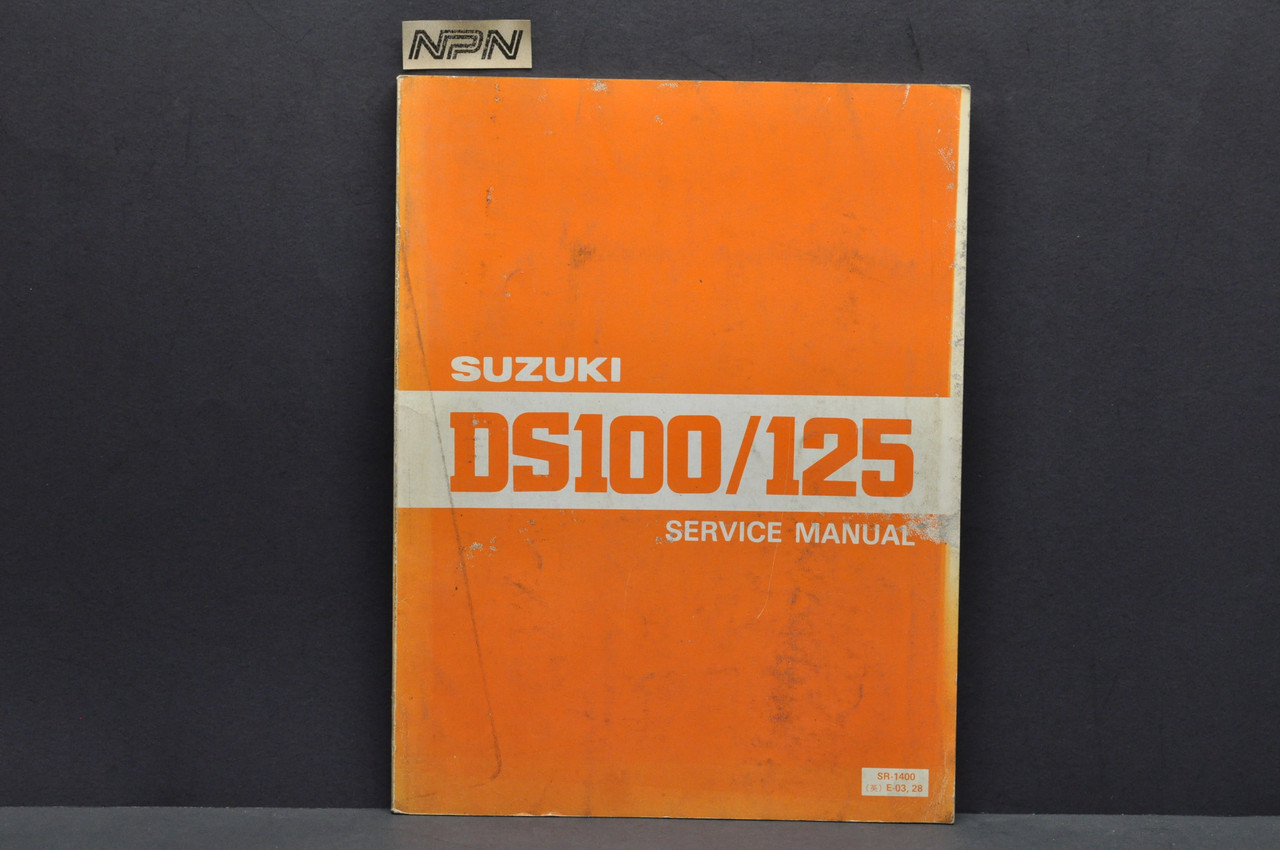 NPN
SUZUKI
DS100/125
SERVICE MANUAL
SR-1400
(英) E-03, 28